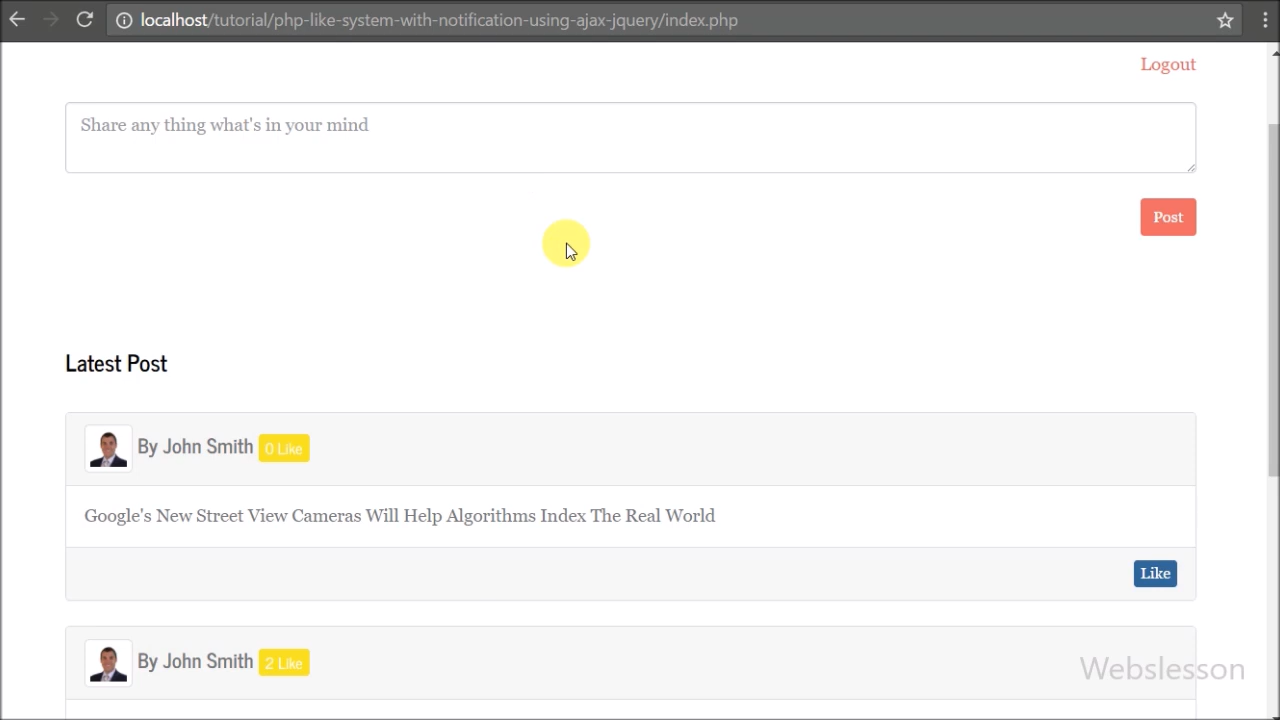 localhost/tutorial/php-like-system-with-notification-using-ajax-jquery/index.php
Logout
Share any thing what's in your mind
Post
Latest Post
By John Smith 0 Like
Google's New Street View Cameras Will Help Algorithms Index The Real World
Like
By John Smith 2 Like
Webslesson